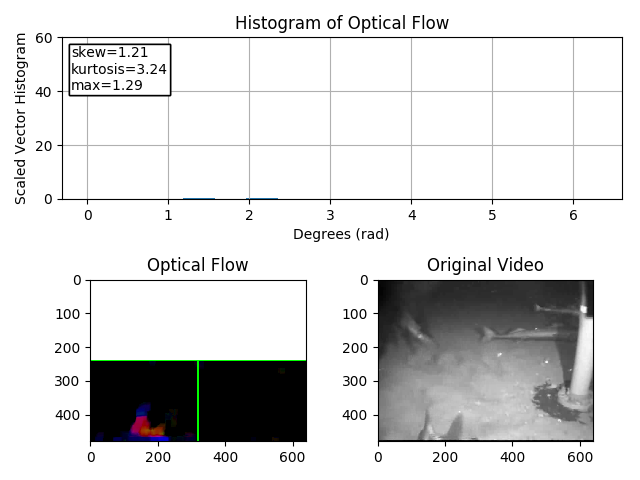 Histogram of Optical Flow
Scaled Vector Histogram
60
40
20
0
skew=1.21
kurtosis=3.24
max=1.29
0 1 2 3 4 5 6
Degrees (rad)
Optical Flow
0
100
200
300
400
0 200 400 600
Original Video
0
100
200
300
400
0 200 400 600